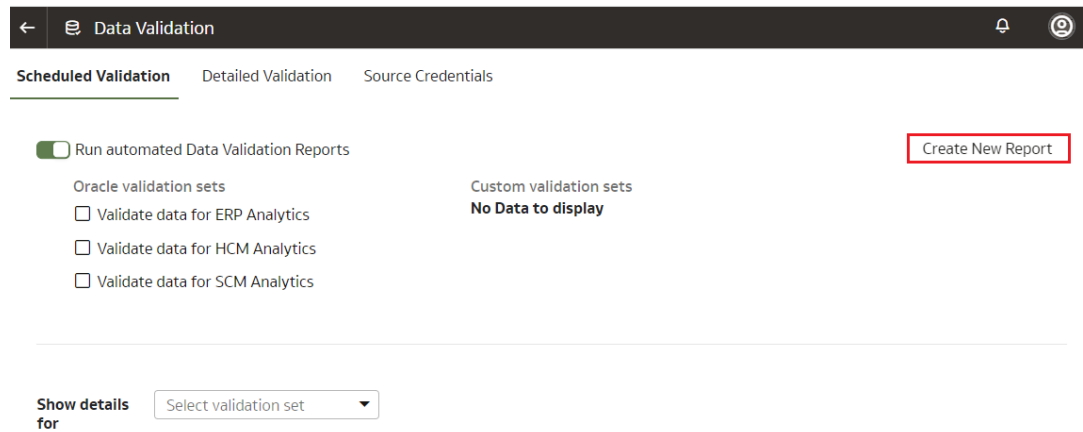 Data Validation
Scheduled Validation Detailed Validation Source Credentials
Run automated Data Validation Reports Create New Report
Oracle validation sets Custom validation sets
Validate data for ERP Analytics No Data to display
Validate data for HCM Analytics
Validate data for SCM Analytics
Show details Select validation set
for